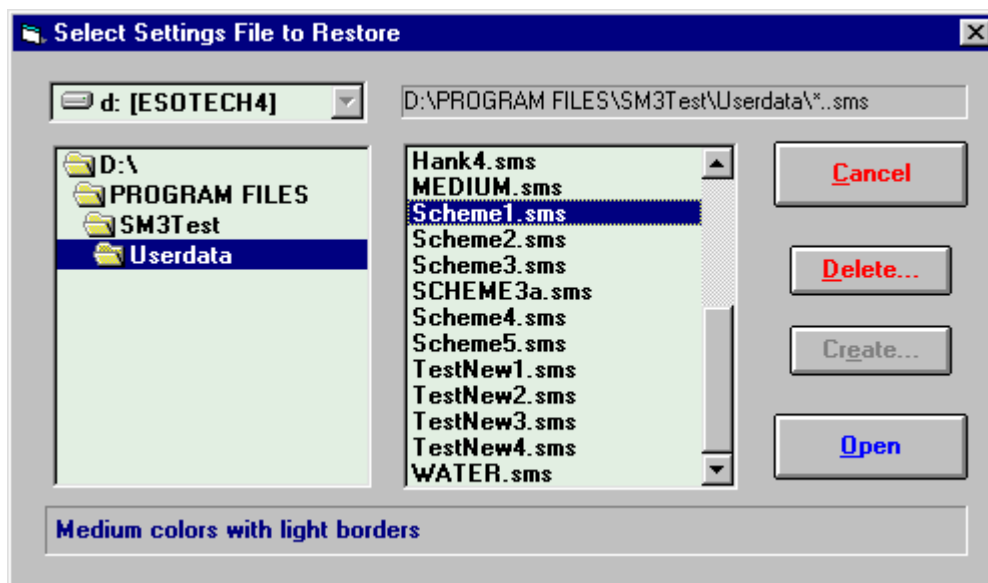 Select Settings File to Restore
d: [ESOTECH4]
D:\PROGRAM FILES\SM3Test\Userdata\*..sms
D:\
PROGRAM FILES
SM3Test
Userdata
Hank4.sms
MEDIUM.sms
Scheme1.sms
Scheme2.sms
Scheme3.sms
SCHEME3a.sms
Scheme4.sms
Scheme5.sms
TestNew1.sms
TestNew2.sms
TestNew3.sms
TestNew4.sms
WATER.sms
Cancel
Delete...
Create...
Open
Medium colors with light borders